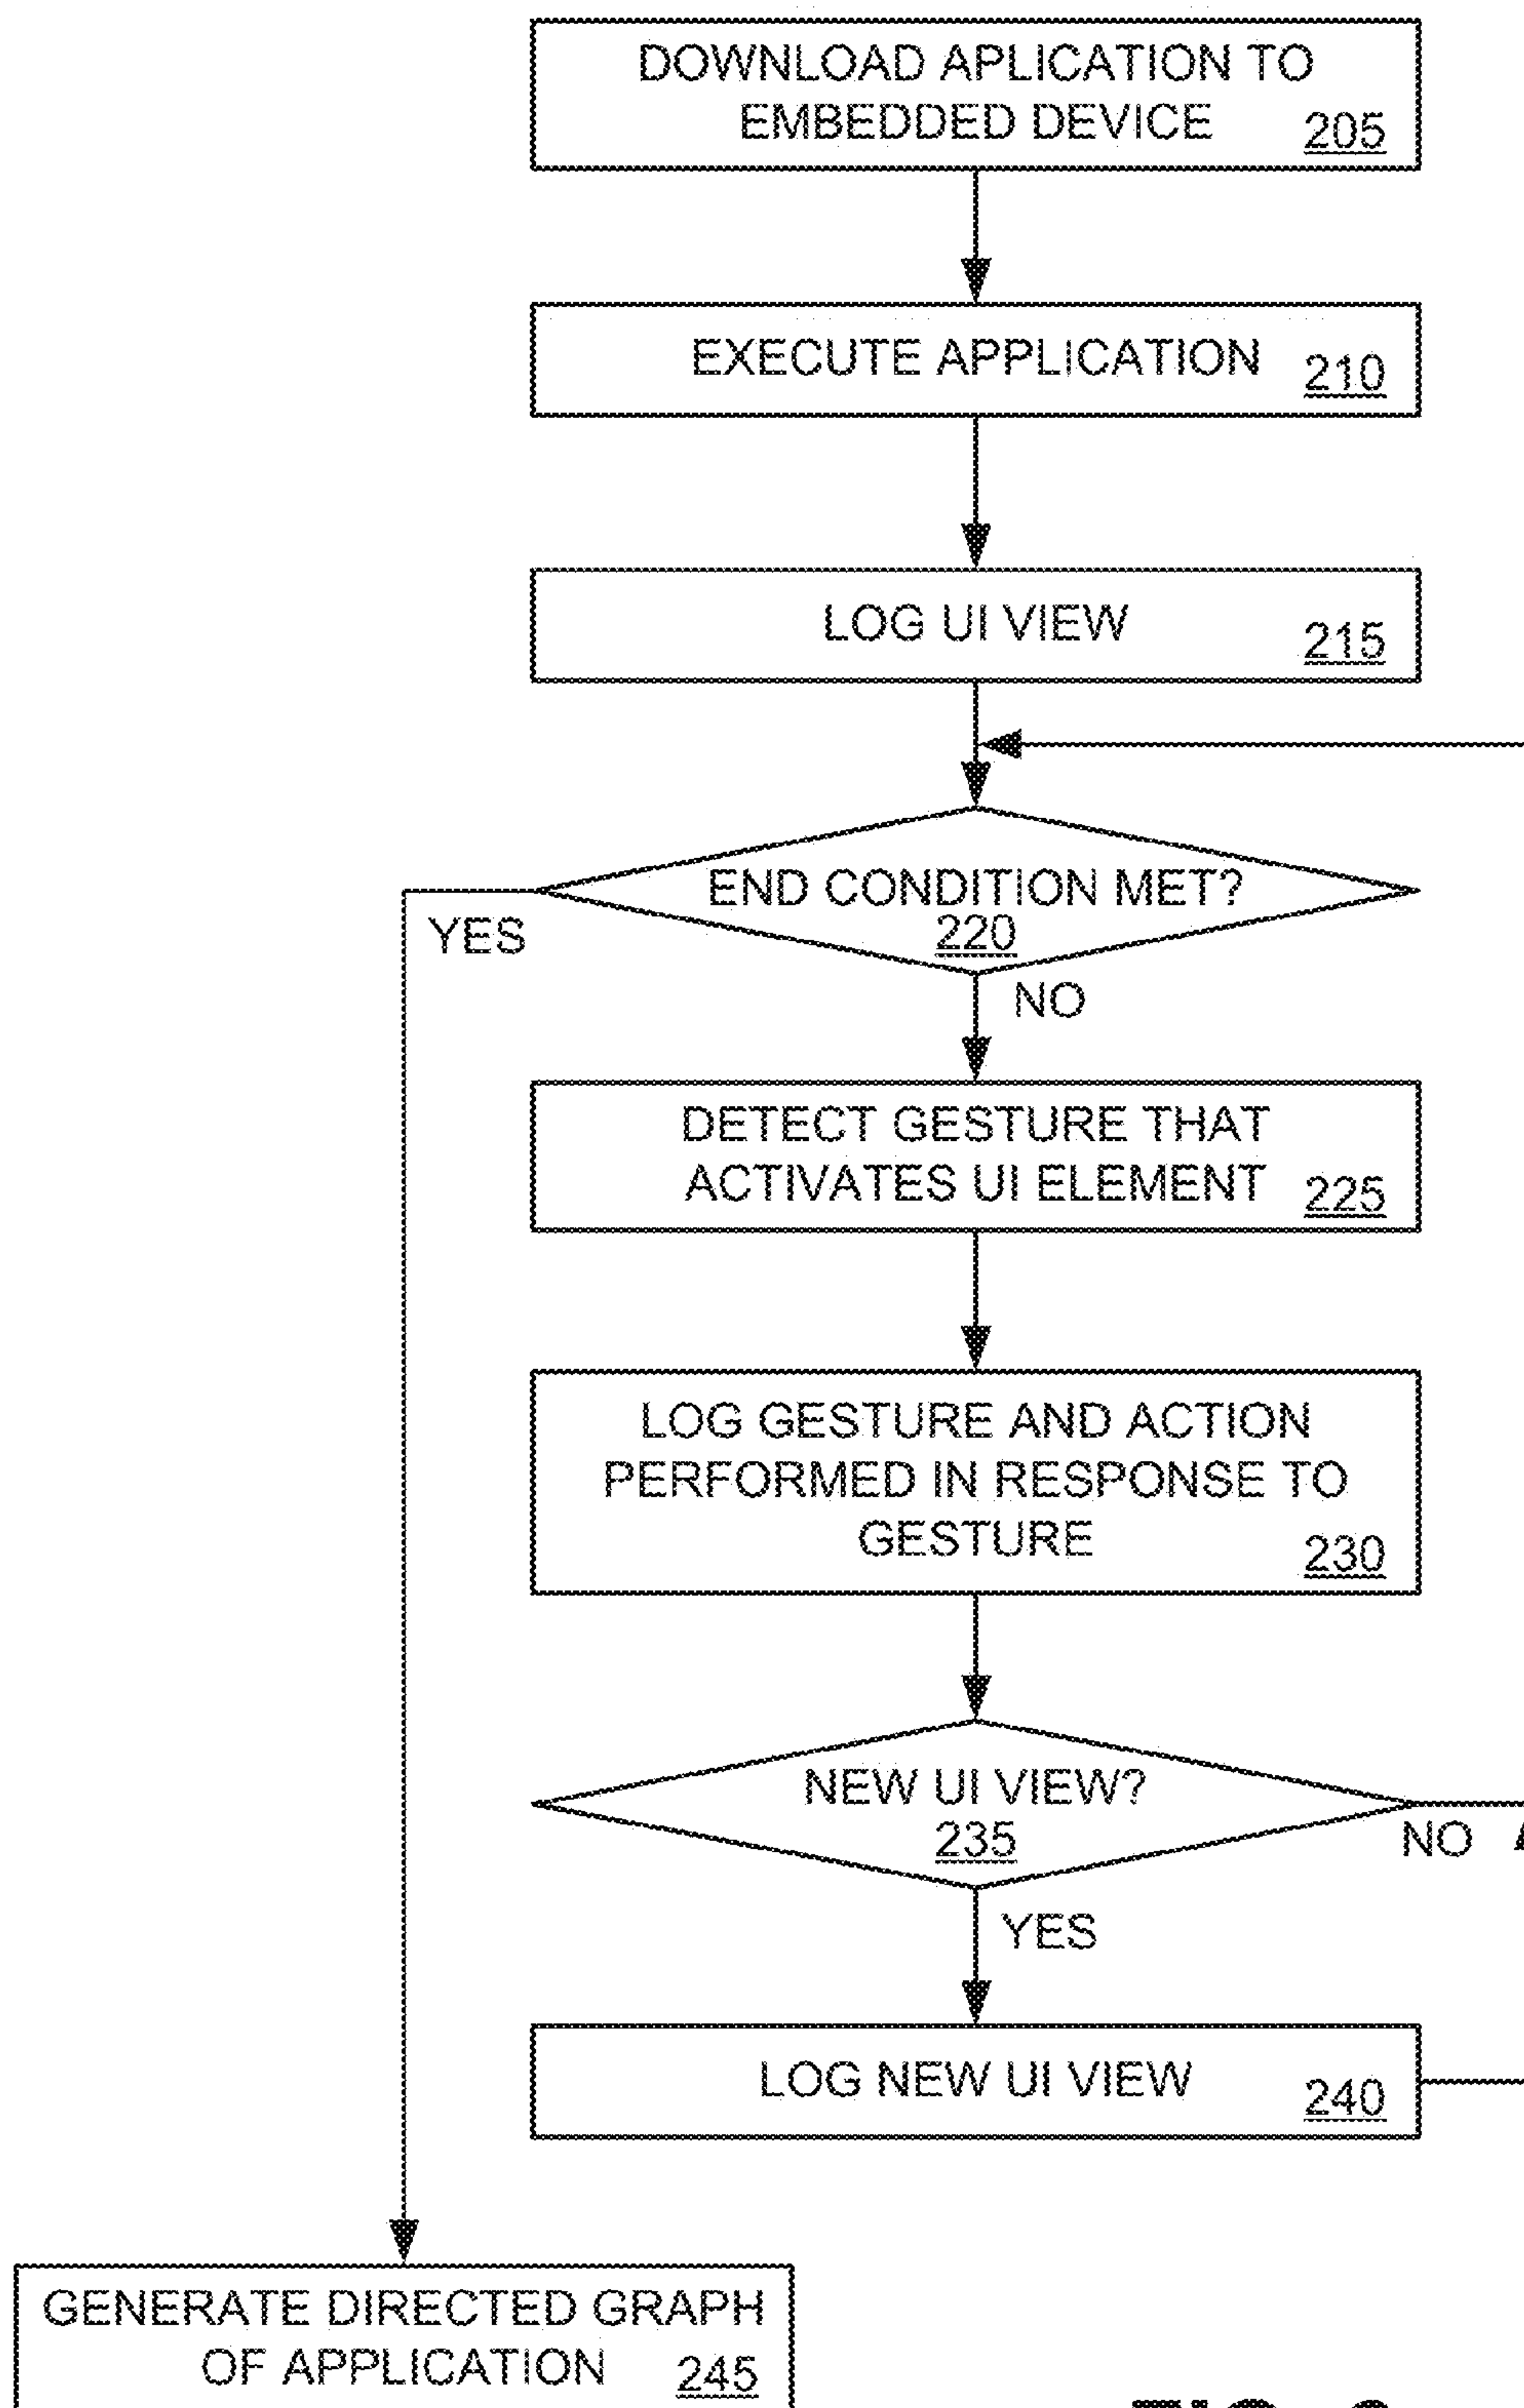 DOWNLOAD APLICATION TO
EMBEDDED DEVICE 205
EXECUTE APPLICATION 210
LOG UI VIEW 215
END CONDITION MET?
220
YES
NO
DETECT GESTURE THAT
ACTIVATES UI ELEMENT 225
LOG GESTURE AND ACTION
PERFORMED IN RESPONSE TO
GESTURE 230
NEW UI VIEW?
235
NO
YES
LOG NEW UI VIEW 240
GENERATE DIRECTED GRAPH
OF APPLICATION 245